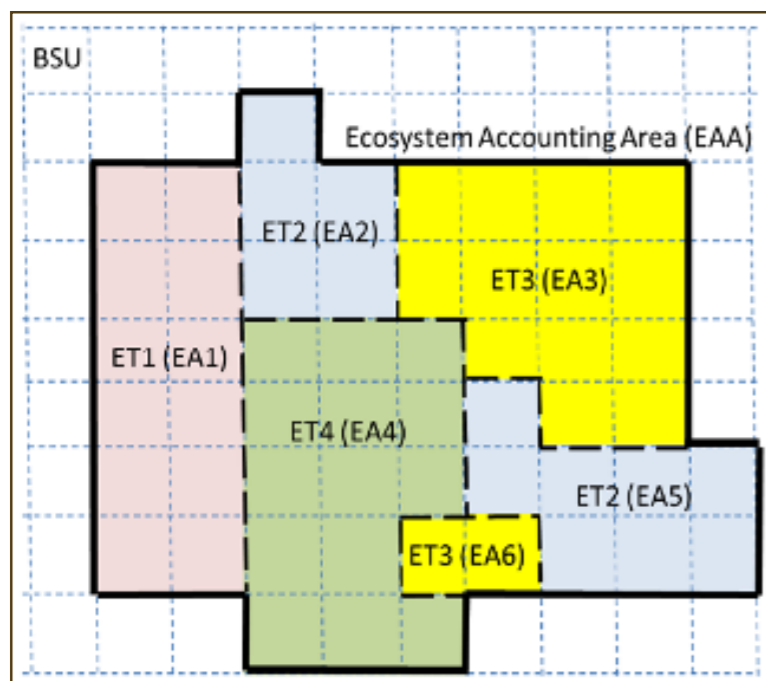 BSU
Ecosystem Accounting Area (EAA)
ET2 (EA2)
ET3 (EA3)
ET1 (EA1)
ET4 (EA4)
ET2 (EA5)
ET3 (EA6)